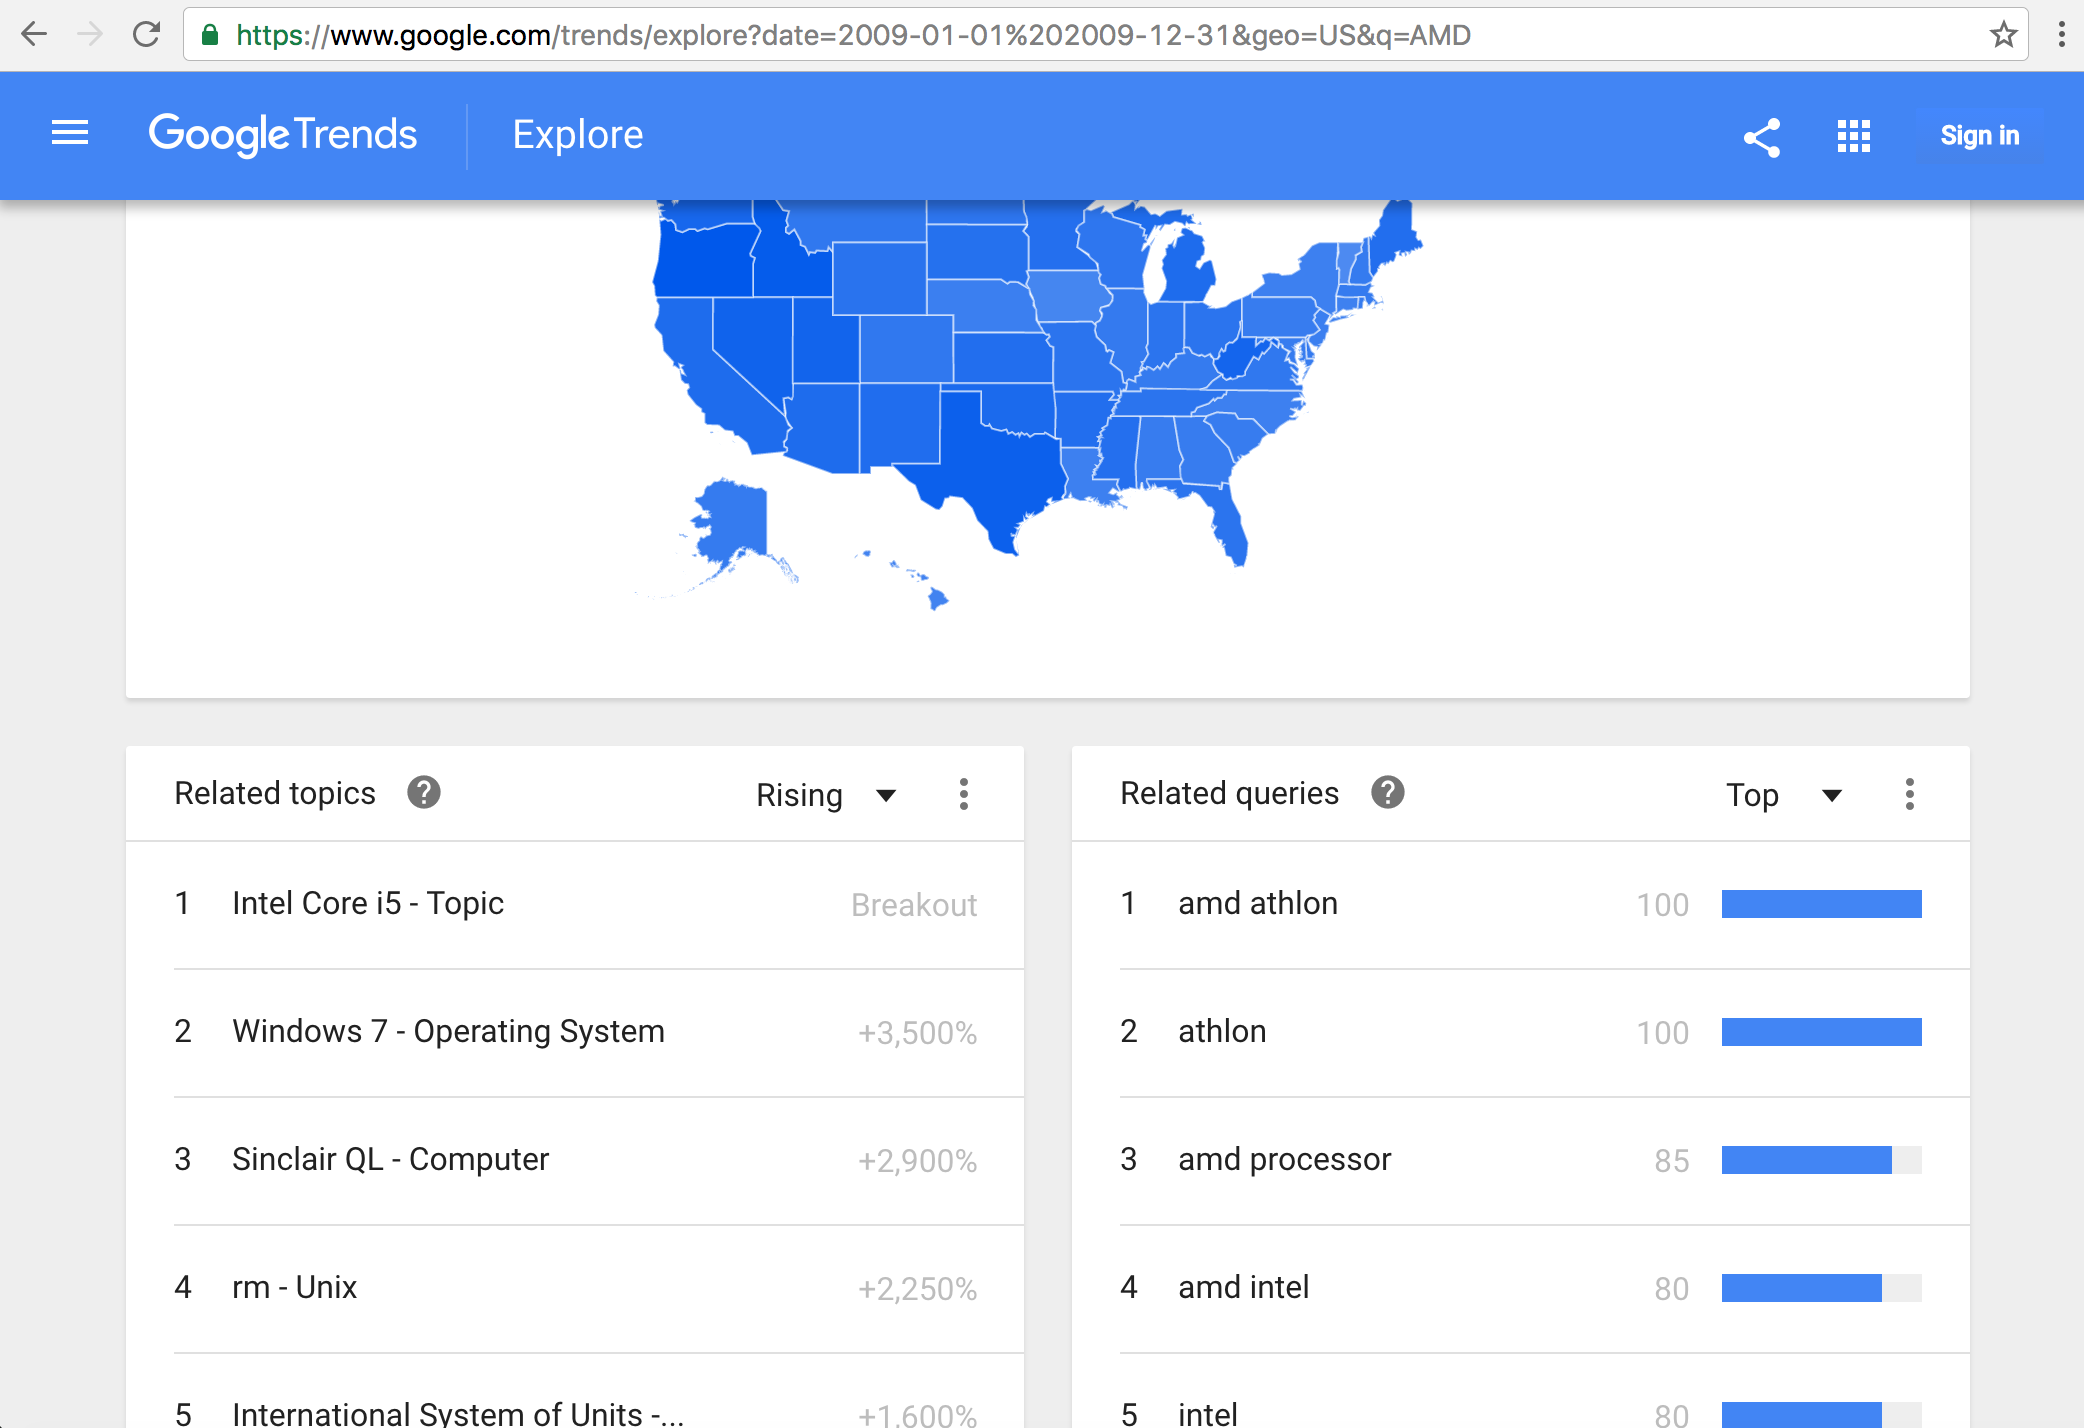 https://www.google.com/trends/explore?date=2009-01-01%202009-12-31&geo=US&q=AMD
Google Trends
Explore
Sign in
Related topics ?
Rising
1 Intel Core i5 - Topic Breakout
2 Windows 7 - Operating System +3,500%
3 Sinclair QL - Computer +2,900%
4 rm - Unix +2,250%
5 International System of Units -... +1,600%
Related queries ?
Top
1 amd athlon 100
2 athlon 100
3 amd processor 85
4 amd intel 80
5 intel 80